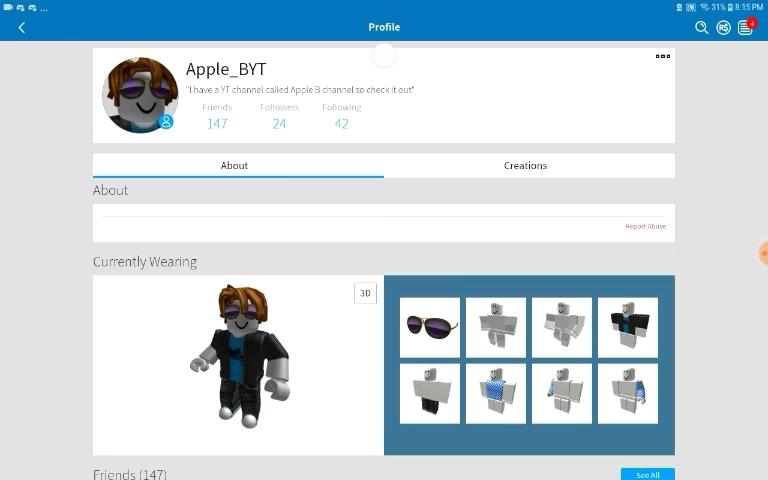 ... 31% 8:15 PM
Profile
R$ 4
Apple_BYT
"I have a YT channel called Apple B channel so check it out"
Friends Followers Following
147 24 42
About Creations
About
Report Abuse
Currently Wearing
3D
Friends (147) See All